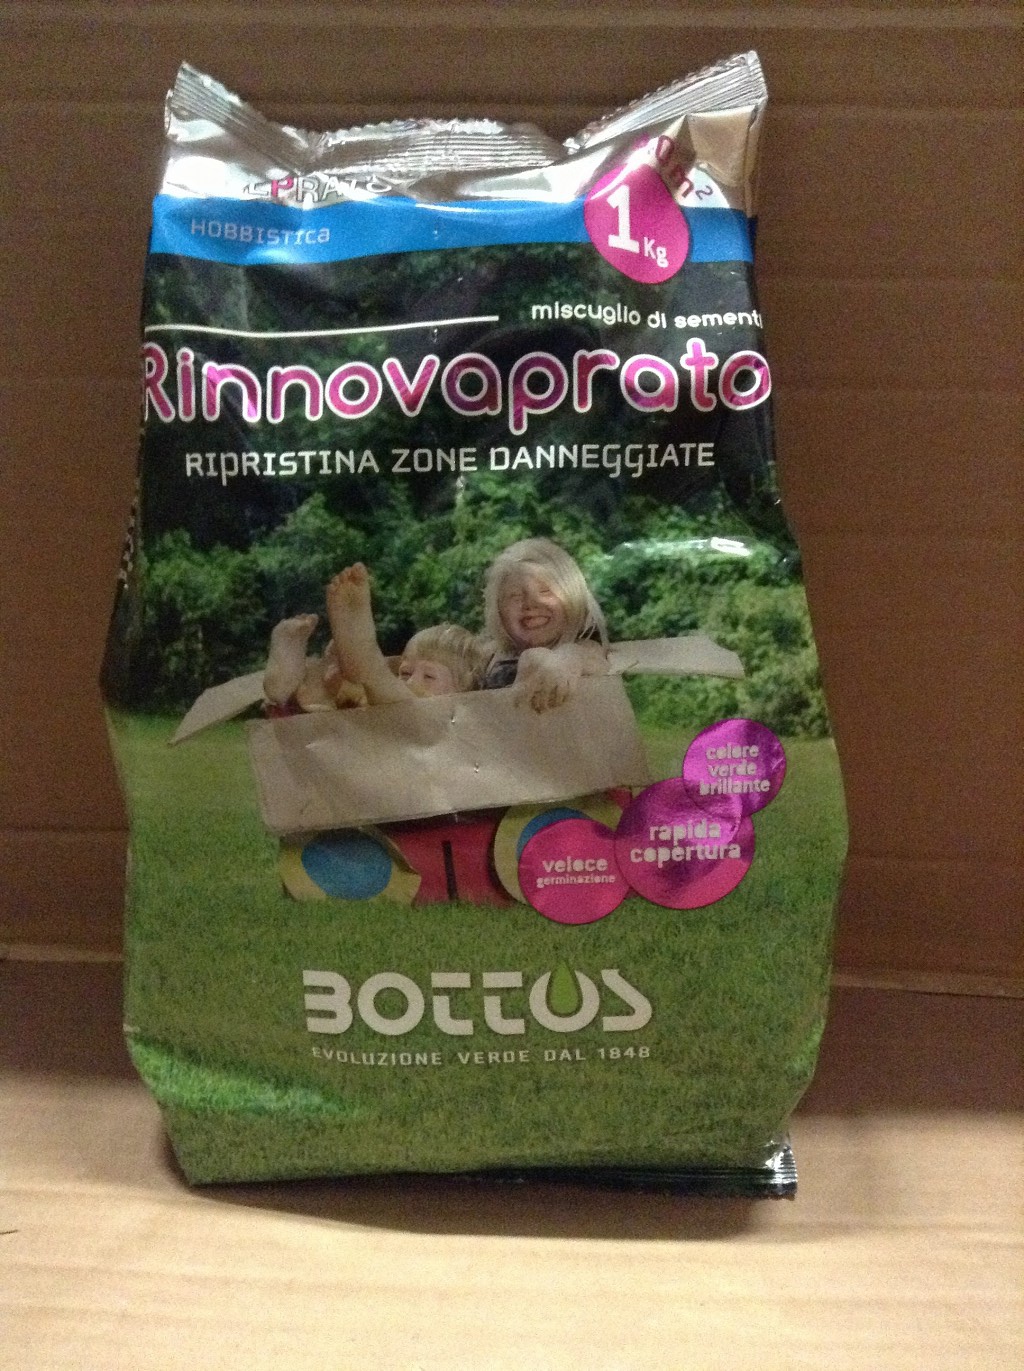 HOBBISTICA
1 Kg
miscuglio di sementi
Rinnovaprato
RIPRISTINA ZONE DANNEGGIATE
colore
verde
brillante
rapida
copertura
veloce
germinazione
BOTTOS
EVOLUZIONE VERDE DAL 1848